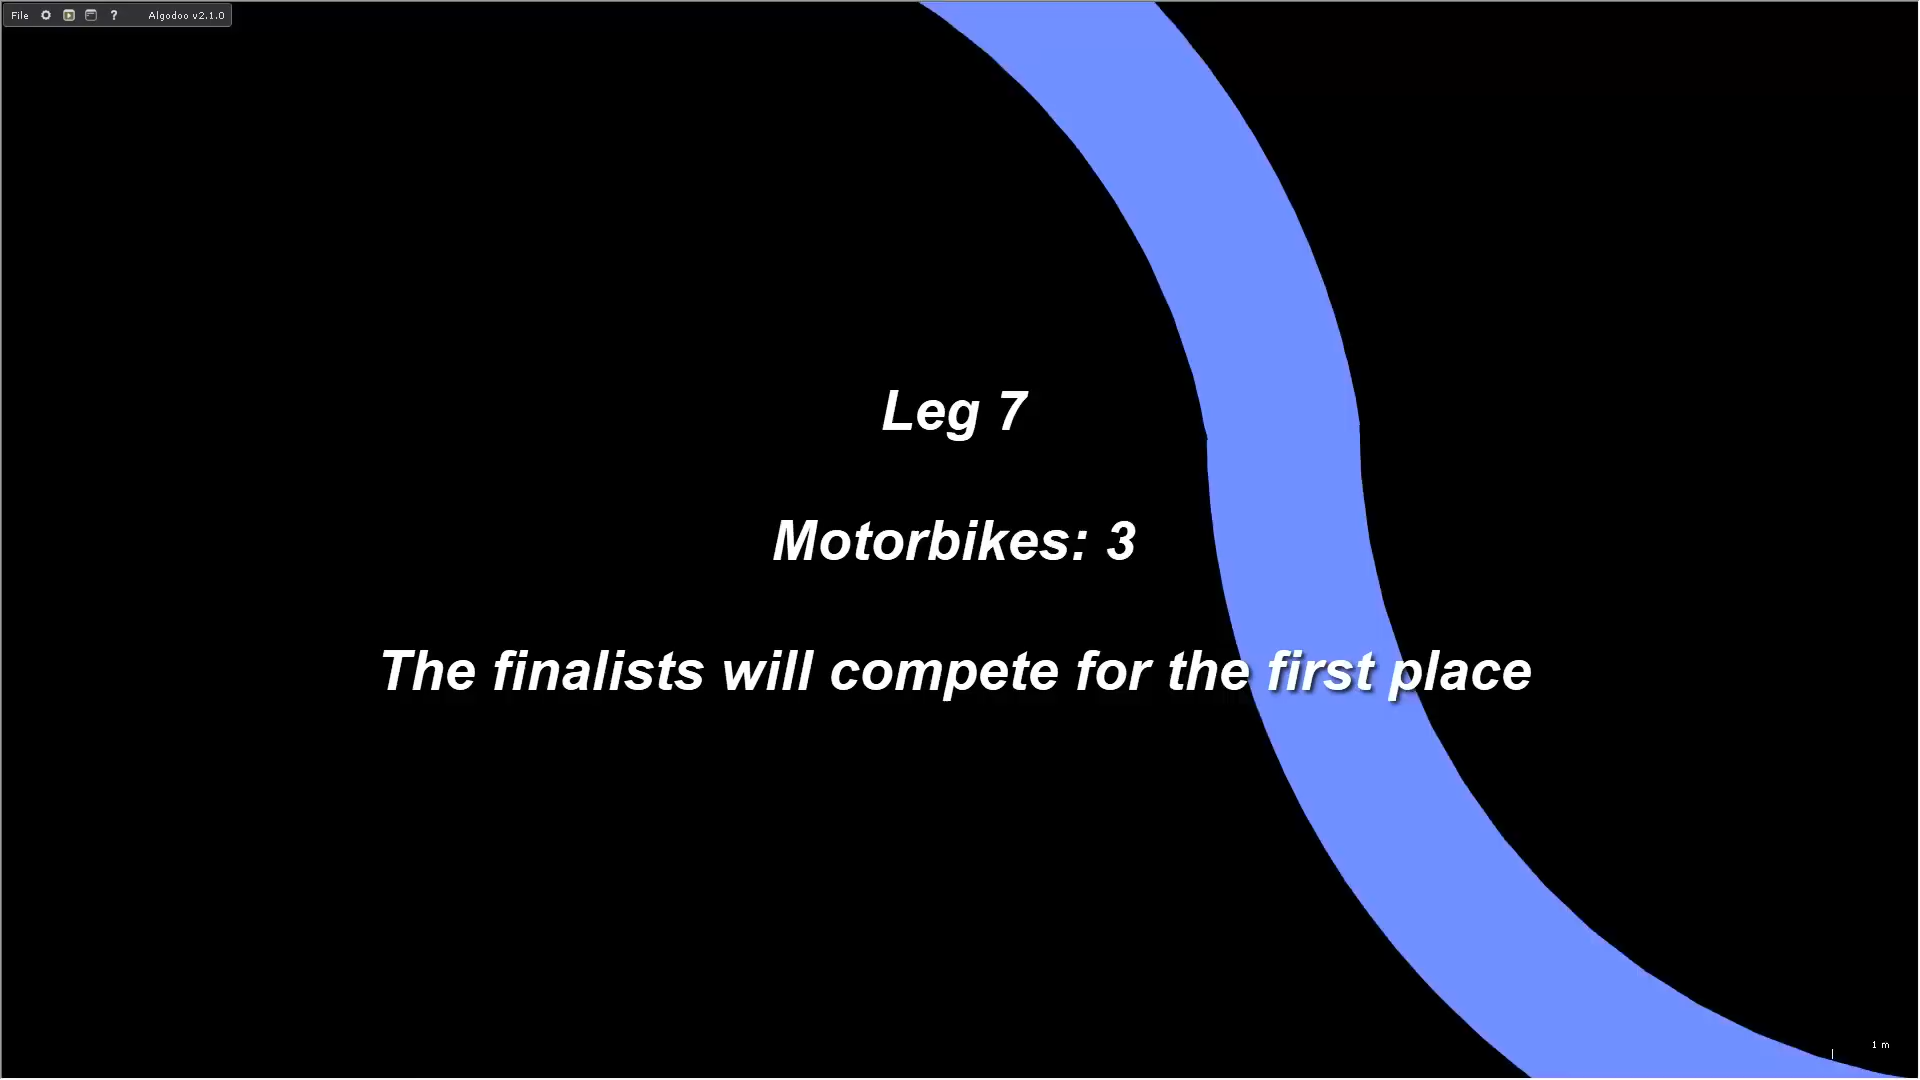 File ? Algodoo v2.1.0
Leg 7
Motorbikes: 3
The finalists will compete for the first place
1 m